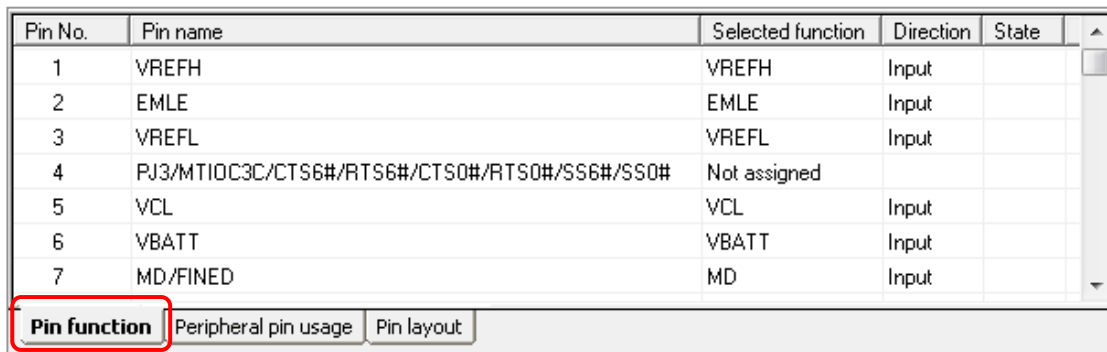 Pin No. Pin name Selected function Direction State
1 VREFH VREFH Input
2 EMLE EMLE Input
3 VREFL VREFL Input
4 PJ3/MTIOC3C/CTS6#/RTS6#/CTS0#/RTS0#/SS6#/SS0# Not assigned
5 VCL VCL Input
6 VBATT VBATT Input
7 MD/FINED MD Input
Pin function Peripheral pin usage Pin layout